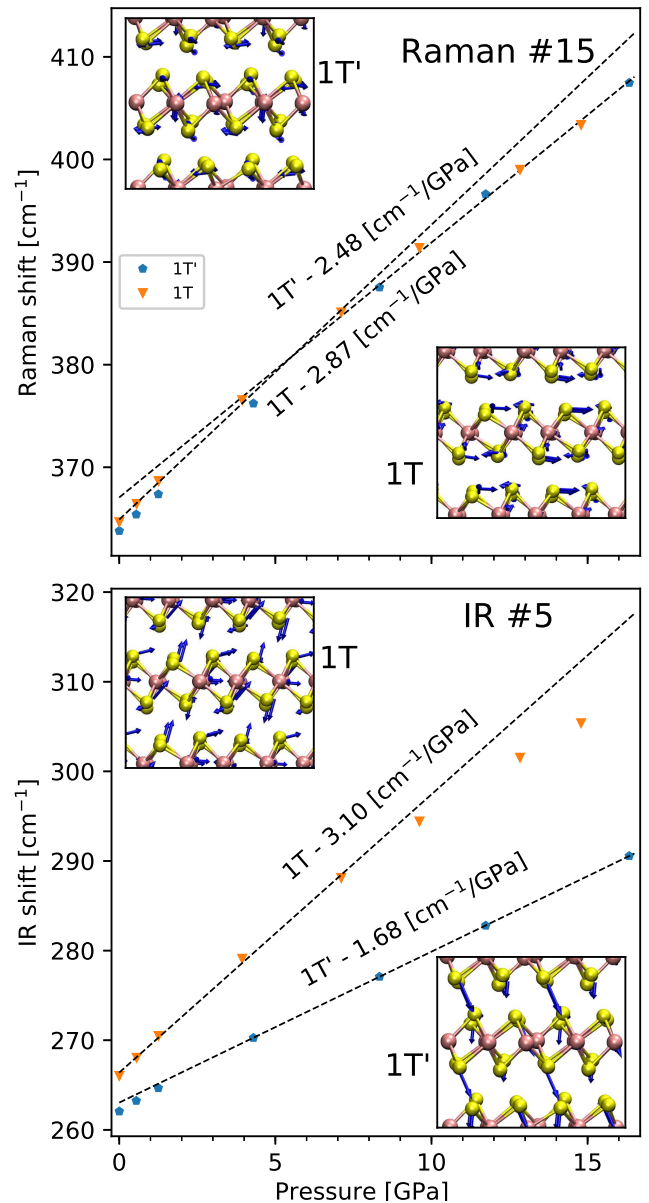 Raman #15
1T'
410
400
390
380
370
Raman shift [cm⁻¹]
1T' - 2.48 [cm⁻¹/GPa]
1T - 2.87 [cm⁻¹/GPa]
1T'
1T
1T
IR #5
1T
320
310
300
290
280
270
260
IR shift [cm⁻¹]
1T - 3.10 [cm⁻¹/GPa]
1T' - 1.68 [cm⁻¹/GPa]
1T'
0 5 10 15
Pressure [GPa]